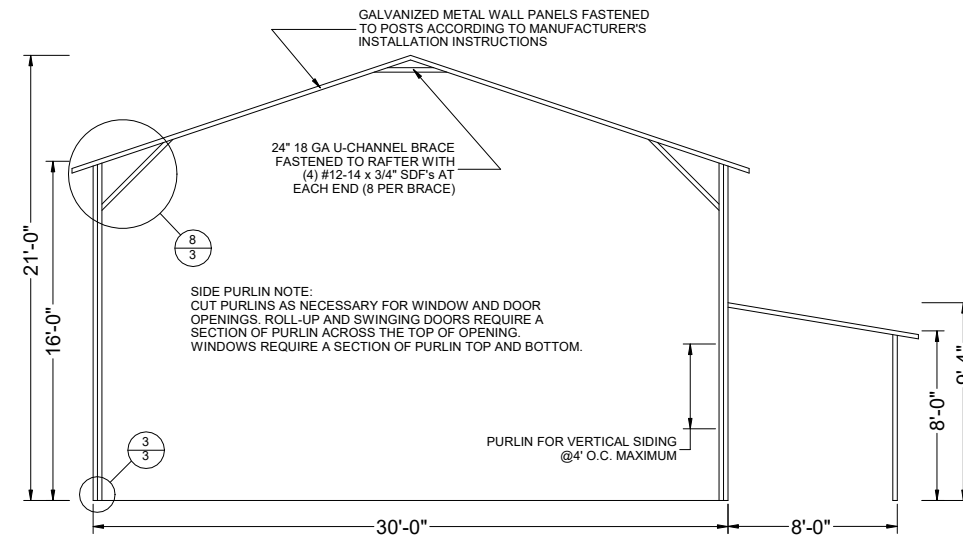 GALVANIZED METAL WALL PANELS FASTENED
TO POSTS ACCORDING TO MANUFACTURER'S
INSTALLATION INSTRUCTIONS
24" 18 GA U-CHANNEL BRACE
FASTENED TO RAFTER WITH
(4) #12-14 x 3/4" SDF's AT
EACH END (8 PER BRACE)
8
3
21'-0"
16'-0"
SIDE PURLIN NOTE:
CUT PURLINS AS NECESSARY FOR WINDOW AND DOOR
OPENINGS. ROLL-UP AND SWINGING DOORS REQUIRE A
SECTION OF PURLIN ACROSS THE TOP OF OPENING.
WINDOWS REQUIRE A SECTION OF PURLIN TOP AND BOTTOM.
9'-4"
8'-0"
3
3
PURLIN FOR VERTICAL SIDING
@4' O.C. MAXIMUM
30'-0"
8'-0"